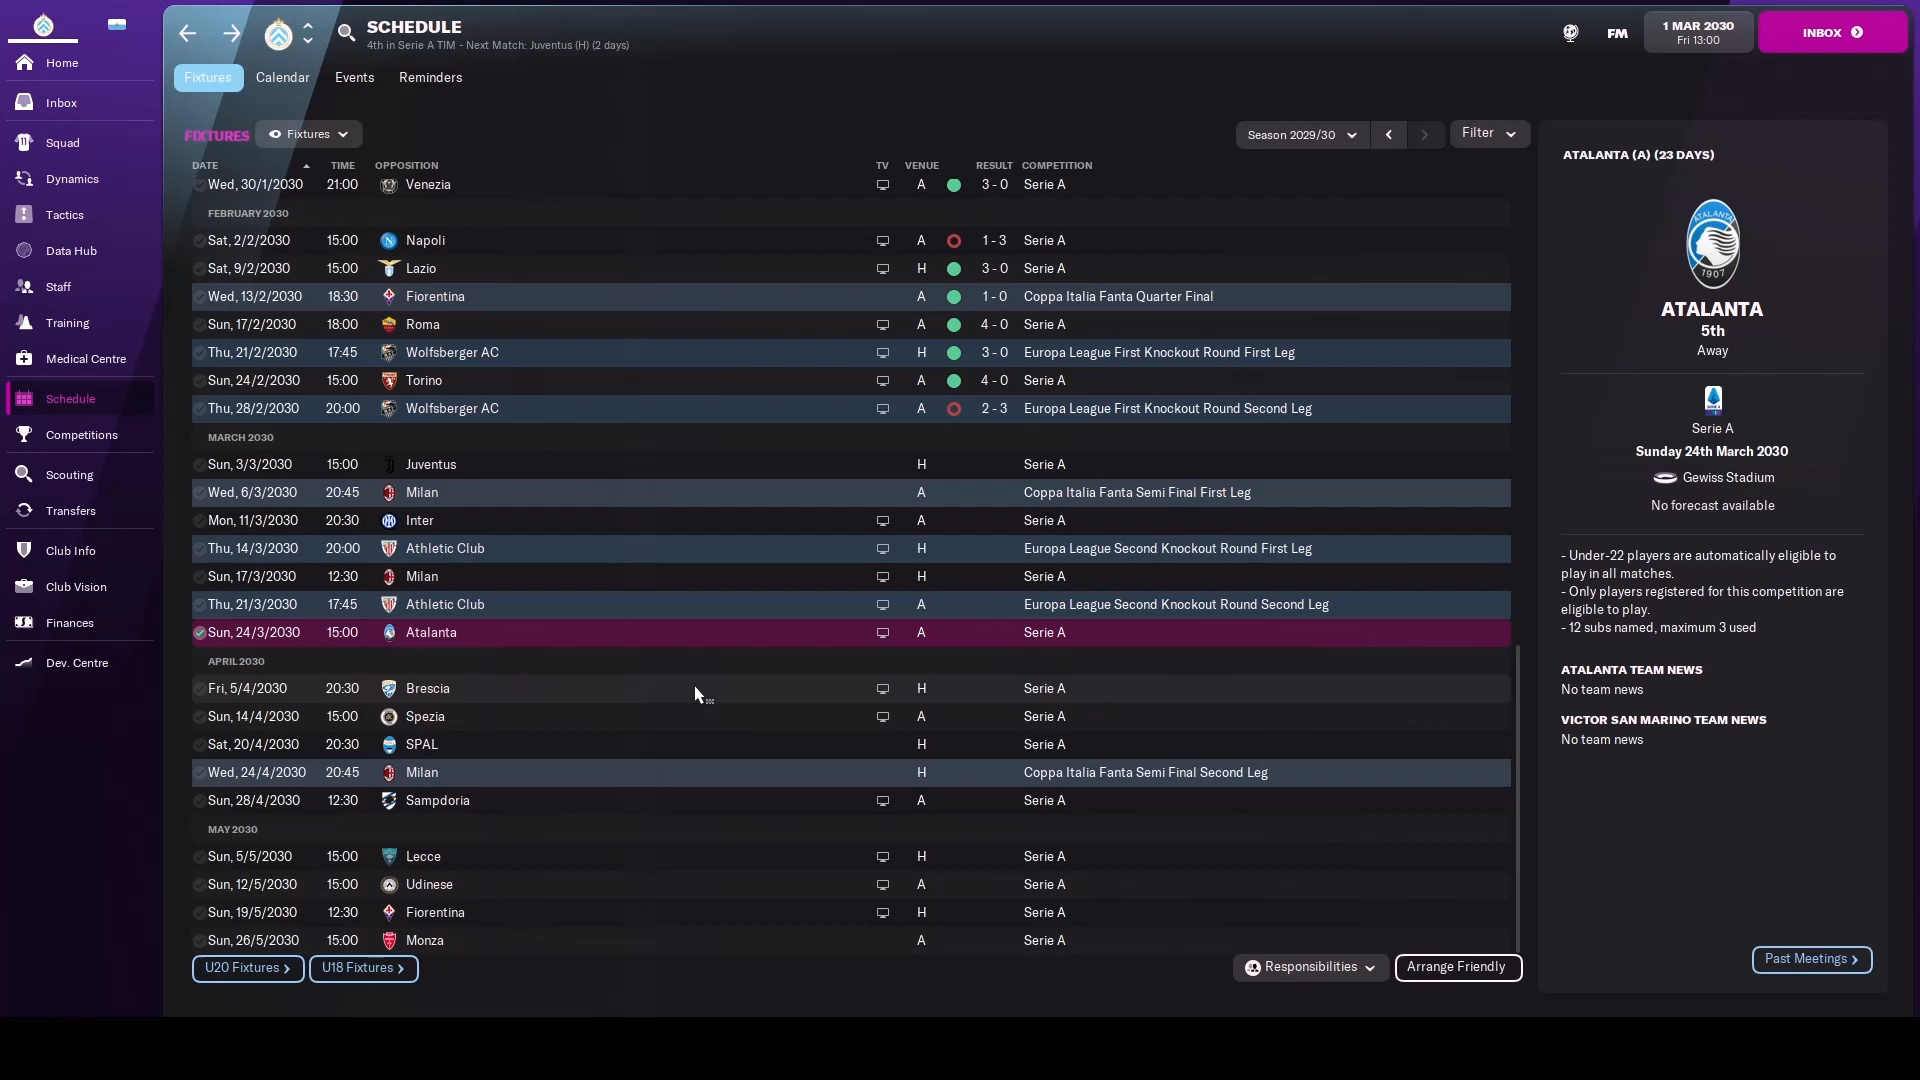 SCHEDULE
4th in Serie A TIM - Next Match: Juventus (H) (2 days)
FM
1 MAR 2030
Fri 13:00
INBOX
Home
Inbox
Squad
Dynamics
Tactics
Data Hub
Staff
Training
Medical Centre
Schedule
Competitions
Scouting
Transfers
Club Info
Club Vision
Finances
Dev. Centre
Fixtures Calendar Events Reminders
FIXTURES Fixtures Season 2029/30 Filter
DATE TIME OPPOSITION TV VENUE RESULT COMPETITION
Wed, 30/1/2030 21:00 Venezia A 3 - 0 Serie A
FEBRUARY 2030
Sat, 2/2/2030 15:00 Napoli A 1 - 3 Serie A
Sat, 9/2/2030 15:00 Lazio H 3 - 0 Serie A
Wed, 13/2/2030 18:30 Fiorentina A 1 - 0 Coppa Italia Fanta Quarter Final
Sun, 17/2/2030 18:00 Roma A 4 - 0 Serie A
Thu, 21/2/2030 17:45 Wolfsberger AC H 3 - 0 Europa League First Knockout Round First Leg
Sun, 24/2/2030 15:00 Torino A 4 - 0 Serie A
Thu, 28/2/2030 20:00 Wolfsberger AC A 2 - 3 Europa League First Knockout Round Second Leg
MARCH 2030
Sun, 3/3/2030 15:00 Juventus H Serie A
Wed, 6/3/2030 20:45 Milan A Coppa Italia Fanta Semi Final First Leg
Mon, 11/3/2030 20:30 Inter A Serie A
Thu, 14/3/2030 20:00 Athletic Club H Europa League Second Knockout Round First Leg
Sun, 17/3/2030 12:30 Milan H Serie A
Thu, 21/3/2030 17:45 Athletic Club A Europa League Second Knockout Round Second Leg
Sun, 24/3/2030 15:00 Atalanta A Serie A
APRIL 2030
Fri, 5/4/2030 20:30 Brescia H Serie A
Sun, 14/4/2030 15:00 Spezia A Serie A
Sat, 20/4/2030 20:30 SPAL H Serie A
Wed, 24/4/2030 20:45 Milan H Coppa Italia Fanta Semi Final Second Leg
Sun, 28/4/2030 12:30 Sampdoria A Serie A
MAY 2030
Sun, 5/5/2030 15:00 Lecce H Serie A
Sun, 12/5/2030 15:00 Udinese A Serie A
Sun, 19/5/2030 12:30 Fiorentina H Serie A
Sun, 26/5/2030 15:00 Monza A Serie A
U20 Fixtures U18 Fixtures Responsibilities Arrange Friendly
ATALANTA (A) (23 DAYS)
ATALANTA
1907
ATALANTA
5th
Away
Serie A
Sunday 24th March 2030
Gewiss Stadium
No forecast available
- Under-22 players are automatically eligible to
play in all matches.
- Only players registered for this competition are
eligible to play.
- 12 subs named, maximum 3 used
ATALANTA TEAM NEWS
No team news
VICTOR SAN MARINO TEAM NEWS
No team news
Past Meetings